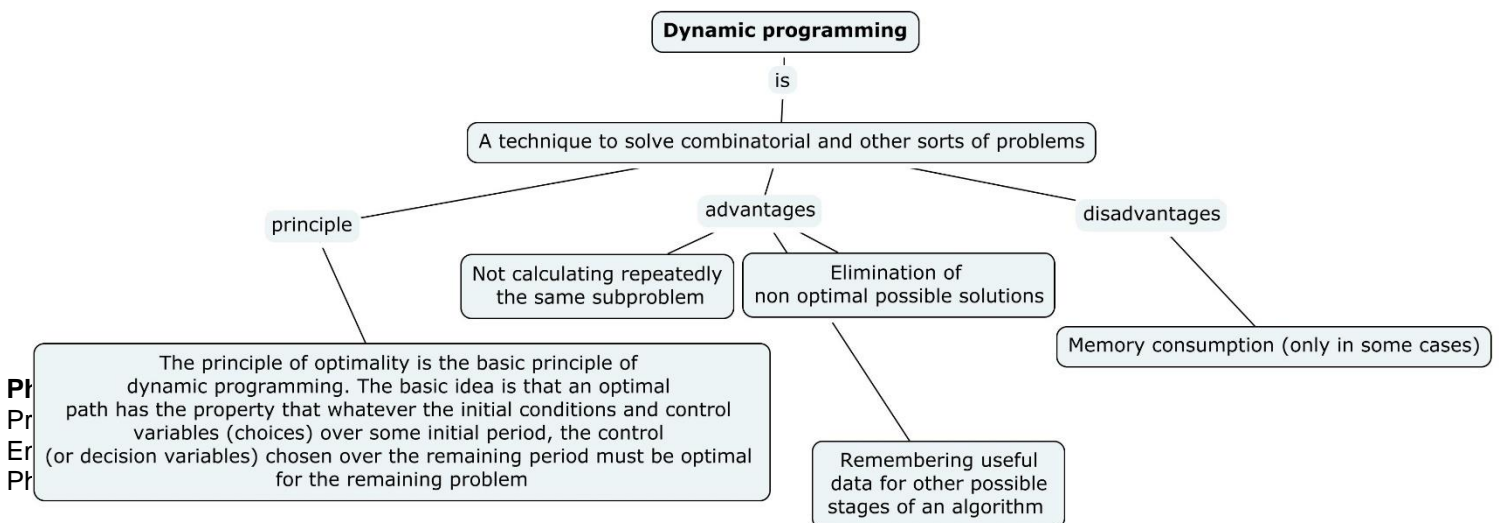 Dynamic programming
is
A technique to solve combinatorial and other sorts of problems
principle
advantages
disadvantages
Not calculating repeatedly
the same subproblem
Elimination of
non optimal possible solutions
Memory consumption (only in some cases)
The principle of optimality is the basic principle of
dynamic programming. The basic idea is that an optimal
path has the property that whatever the initial conditions and control
variables (choices) over some initial period, the control
(or decision variables) chosen over the remaining period must be optimal
for the remaining problem
Remembering useful
data for other possible
stages of an algorithm